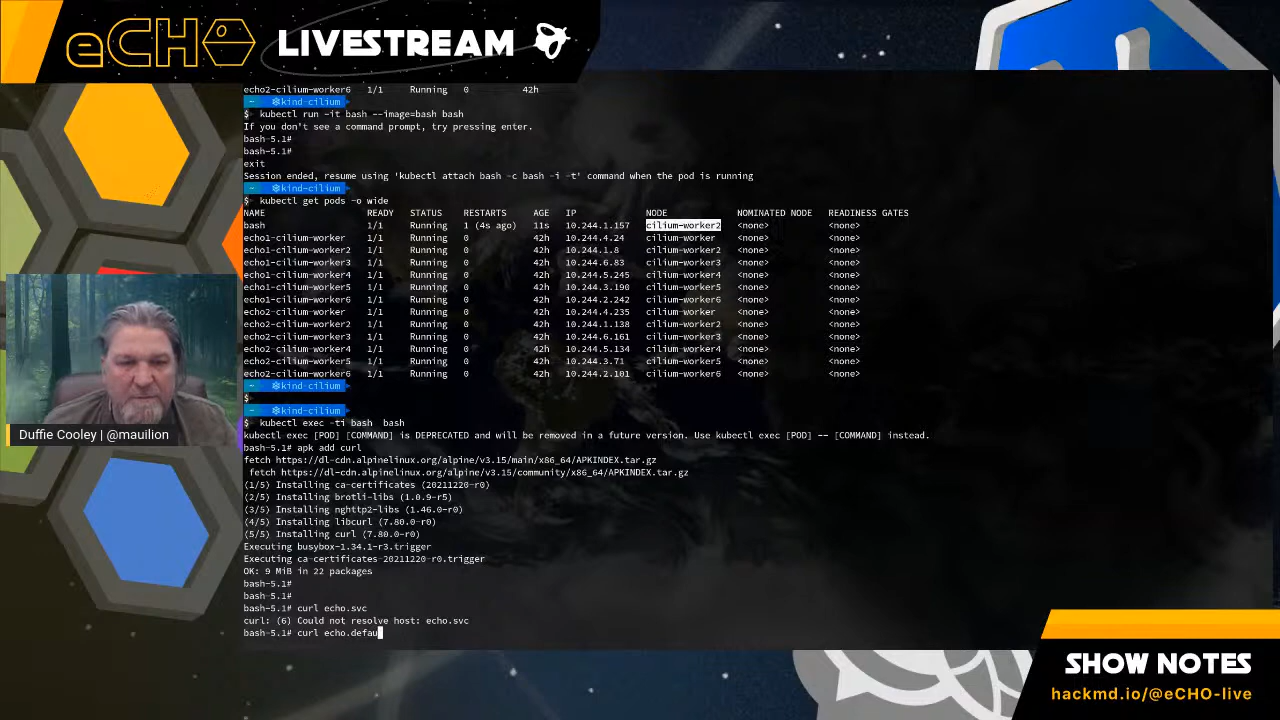 eCHO LIVESTREAM
echo2-cilium-worker6 1/1 Running 0 42h
~ ⎈kind-cilium
$ kubectl run -it bash --image=bash bash
If you don't see a command prompt, try pressing enter.
bash-5.1#
bash-5.1#
exit
Session ended, resume using 'kubectl attach bash -c bash -i -t' command when the pod is running
~ ⎈kind-cilium
$ kubectl get pods -o wide
NAME READY STATUS RESTARTS AGE IP NODE NOMINATED NODE READINESS GATES
bash 1/1 Running 1 (4s ago) 11s 10.244.1.157 cilium-worker2 <none> <none>
echo1-cilium-worker 1/1 Running 0 42h 10.244.4.24 cilium-worker <none> <none>
echo1-cilium-worker2 1/1 Running 0 42h 10.244.1.8 cilium-worker2 <none> <none>
echo1-cilium-worker3 1/1 Running 0 42h 10.244.6.83 cilium-worker3 <none> <none>
echo1-cilium-worker4 1/1 Running 0 42h 10.244.5.245 cilium-worker4 <none> <none>
echo1-cilium-worker5 1/1 Running 0 42h 10.244.3.190 cilium-worker5 <none> <none>
echo1-cilium-worker6 1/1 Running 0 42h 10.244.2.242 cilium-worker6 <none> <none>
echo2-cilium-worker 1/1 Running 0 42h 10.244.4.235 cilium-worker <none> <none>
echo2-cilium-worker2 1/1 Running 0 42h 10.244.1.138 cilium-worker2 <none> <none>
echo2-cilium-worker3 1/1 Running 0 42h 10.244.6.161 cilium-worker3 <none> <none>
echo2-cilium-worker4 1/1 Running 0 42h 10.244.5.134 cilium-worker4 <none> <none>
echo2-cilium-worker5 1/1 Running 0 42h 10.244.3.71 cilium-worker5 <none> <none>
echo2-cilium-worker6 1/1 Running 0 42h 10.244.2.101 cilium-worker6 <none> <none>
~ ⎈kind-cilium
$
~ ⎈kind-cilium
$ kubectl exec -ti bash bash
kubectl exec [POD] [COMMAND] is DEPRECATED and will be removed in a future version. Use kubectl exec [POD] -- [COMMAND] instead.
bash-5.1# apk add curl
fetch https://dl-cdn.alpinelinux.org/alpine/v3.15/main/x86_64/APKINDEX.tar.gz
fetch https://dl-cdn.alpinelinux.org/alpine/v3.15/community/x86_64/APKINDEX.tar.gz
(1/5) Installing ca-certificates (20211220-r0)
(2/5) Installing brotli-libs (1.0.9-r5)
(3/5) Installing nghttp2-libs (1.46.0-r0)
(4/5) Installing libcurl (7.80.0-r0)
(5/5) Installing curl (7.80.0-r0)
Executing busybox-1.34.1-r3.trigger
Executing ca-certificates-20211220-r0.trigger
OK: 9 MiB in 22 packages
bash-5.1#
bash-5.1#
bash-5.1# curl echo.svc
curl: (6) Could not resolve host: echo.svc
bash-5.1# curl echo.defau
Duffie Cooley | @mauilion
SHOW NOTES
hackmd.io/@eCHO-live